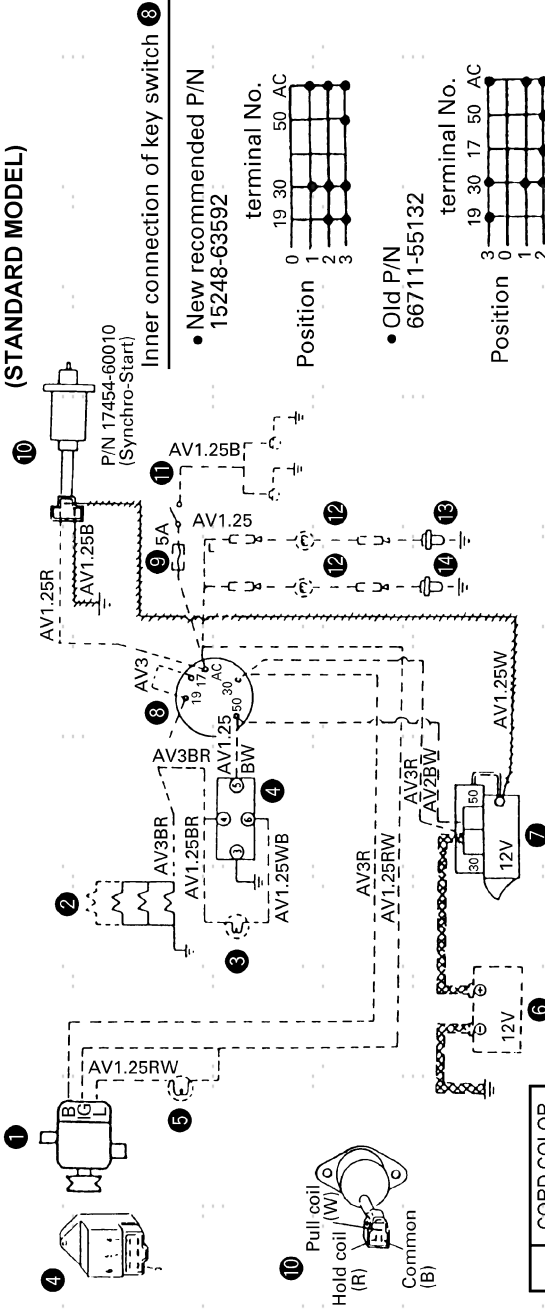 (STANDARD MODEL)
Inner connection of key switch 8
• New recommended P/N
15248-63592
terminal No.
19 30 50 AC
Position
0
1
2
3
• Old P/N
66711-55132
terminal No.
19 30 17 50 AC
Position
3
0
1
2
10
P/N 17454-60010
(Synchro-Start)
AV1.25R
AV1.25B
11
AV1.25B
9
5A
AV1.25
L
12
12
13
14
8
AV3
19
17
AC
30
50
AV3BR
AV1.25
BW
4
5
4
6
3
2
AV3BR
AV1.25BR
AV1.25WB
3
AV3R
AV1.25RW
AV3R
AV2BW
AV1.25W
7
30
50
12V
6
12V
1
B
IG
L
AV1.25RW
5
4
10
Pull coil
(W)
Hold coil
(R)
Common
(B)
CORD COLOR